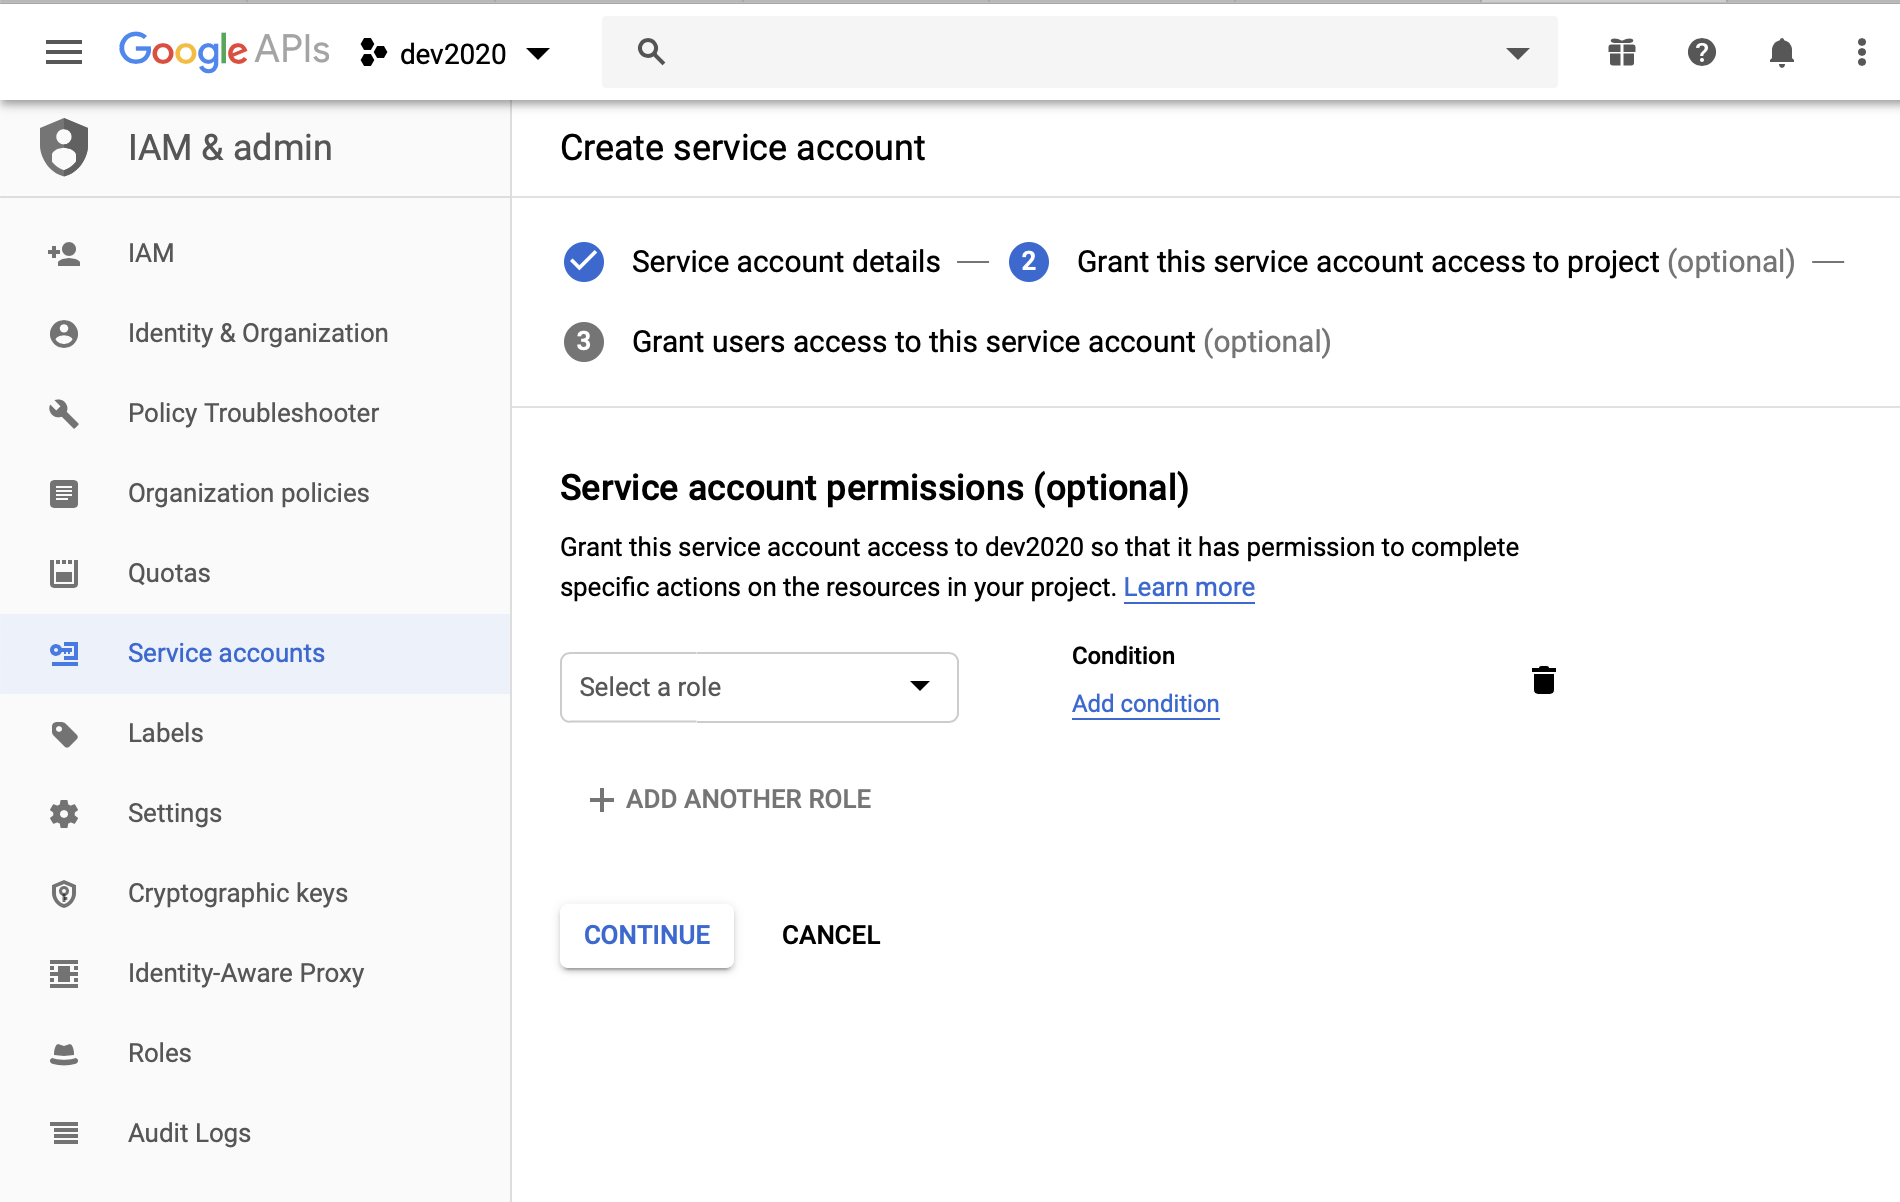 Google APIs
dev2020
IAM & admin
Create service account
IAM
Identity & Organization
Policy Troubleshooter
Organization policies
Quotas
Service accounts
Labels
Settings
Cryptographic keys
Identity-Aware Proxy
Roles
Audit Logs
Service account details
2 Grant this service account access to project (optional)
3 Grant users access to this service account (optional)
Service account permissions (optional)
Grant this service account access to dev2020 so that it has permission to complete
specific actions on the resources in your project. Learn more
Select a role
Condition
Add condition
ADD ANOTHER ROLE
CONTINUE
CANCEL